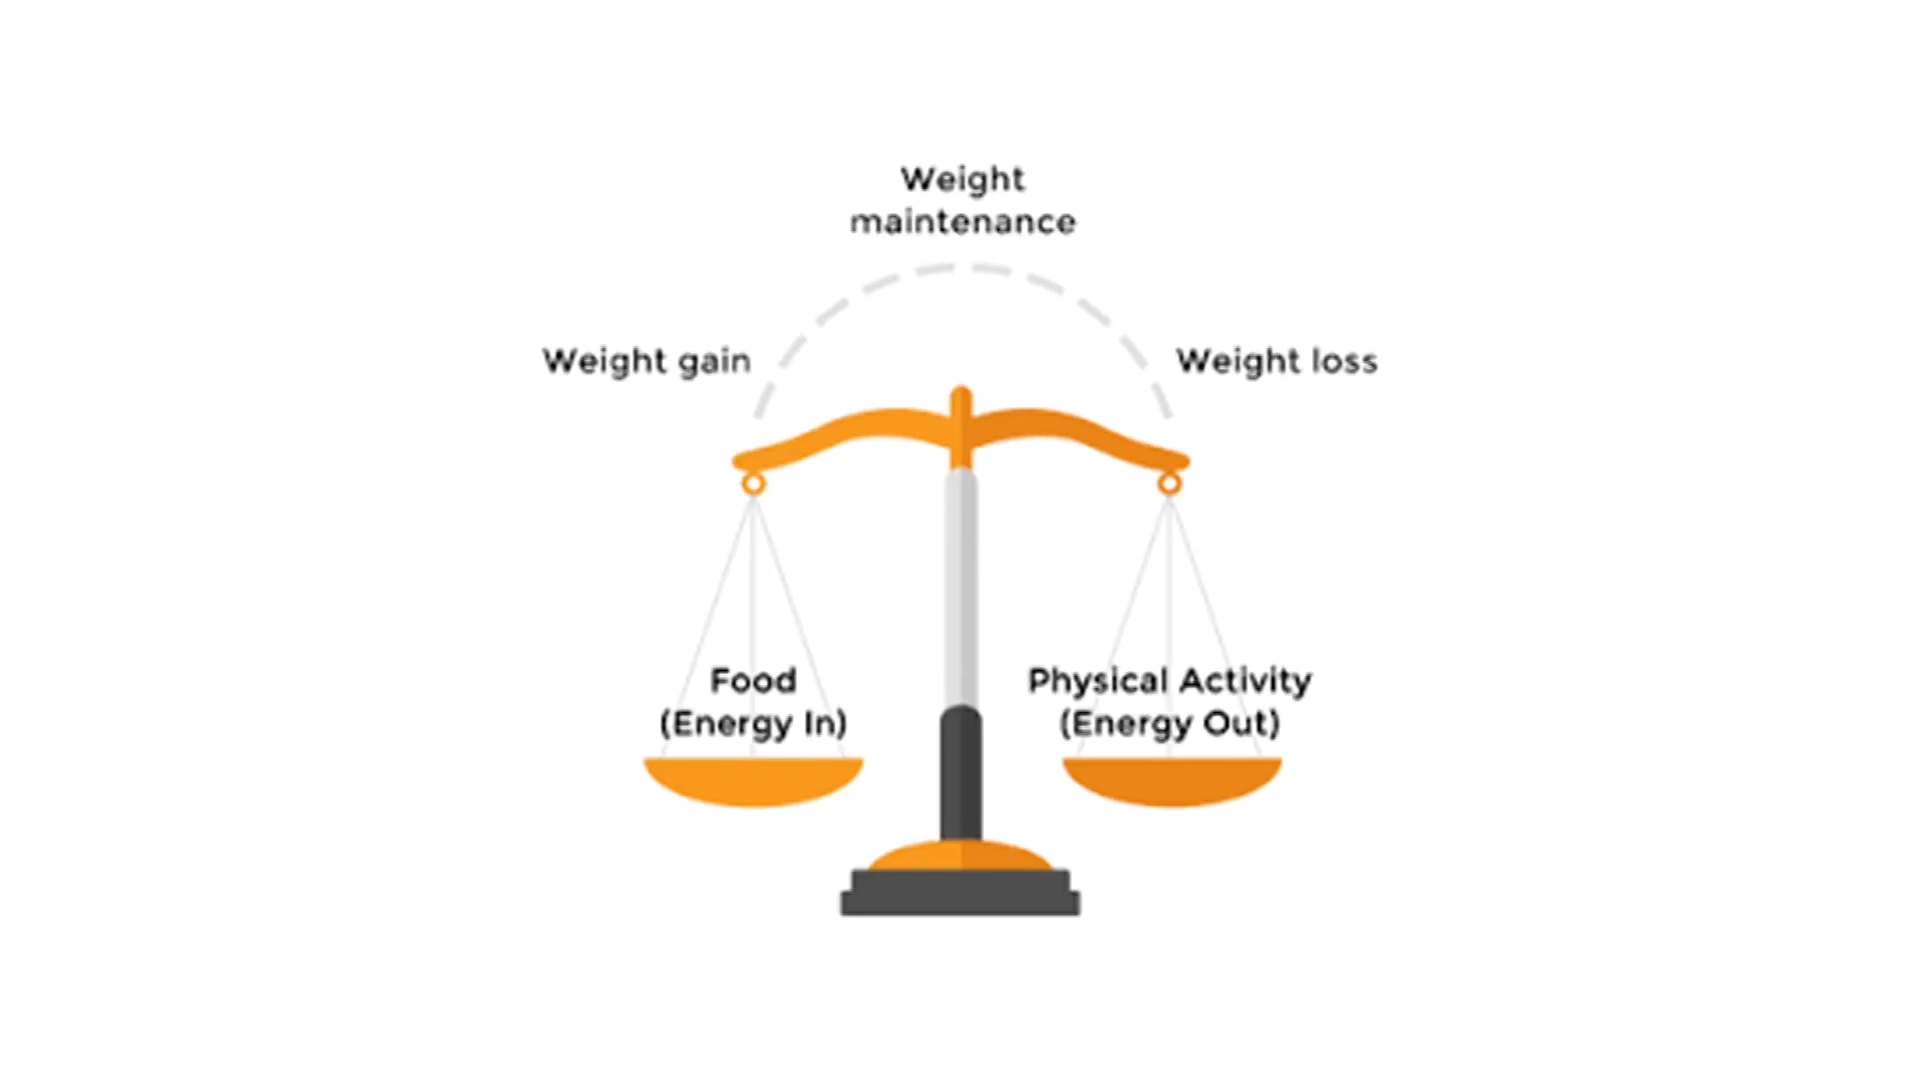 Weight
maintenance
Weight gain
Weight loss
Food
(Energy In)
Physical Activity
(Energy Out)